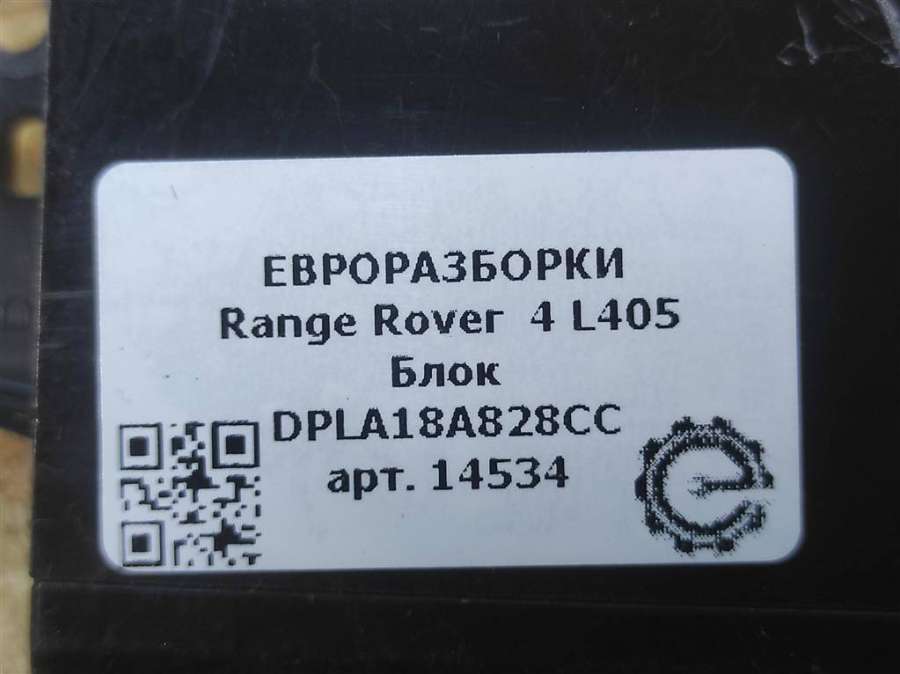 ЕВРОРАЗБОРКИ
Range Rover 4 L405
Блок
DPLA18A828CC
арт. 14534